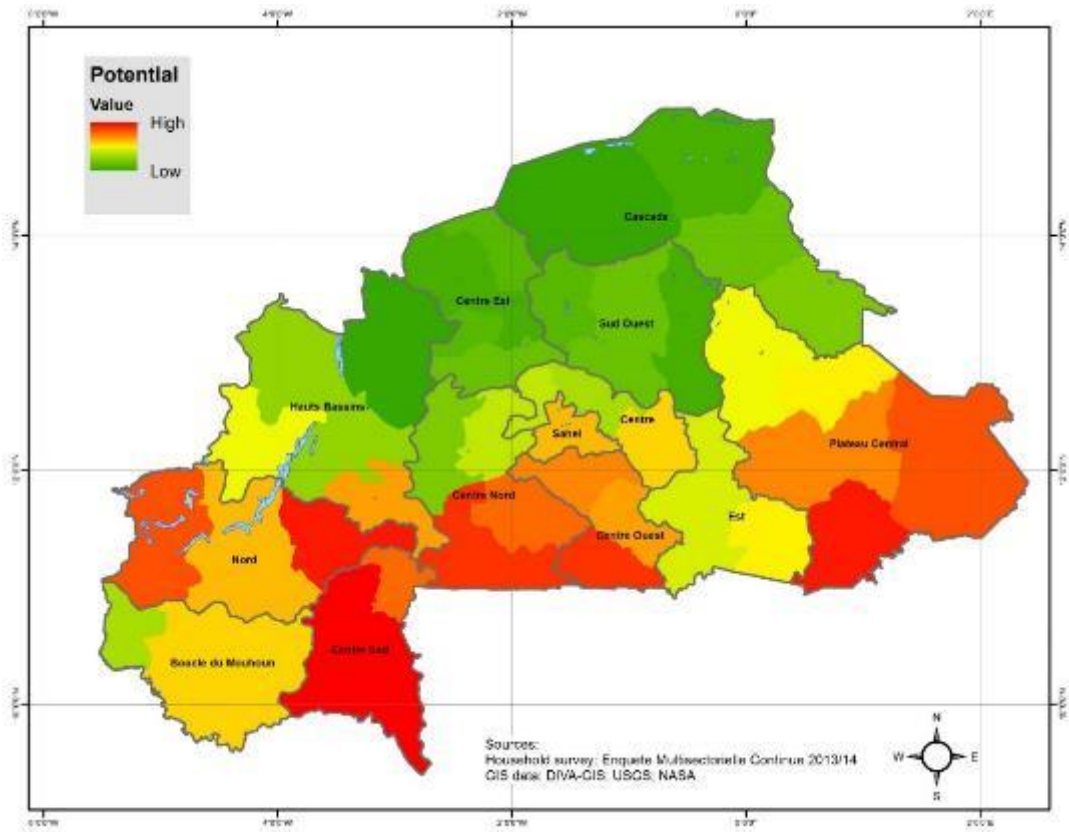 Potential
Value
High
Low
Cascade
Centre Est
Sud Ouest
Hauts Bassins
Sahel
Centre
Plateau Central
Centre Nord
Est
Centre Ouest
Nord
Boucle du Mouhoun
Centre Sud
Sources:
Household survey: Enquete Multisectorielle Continue 2013/14
GIS data: DIVA-GIS; USGS; NASA
N
W
E
S